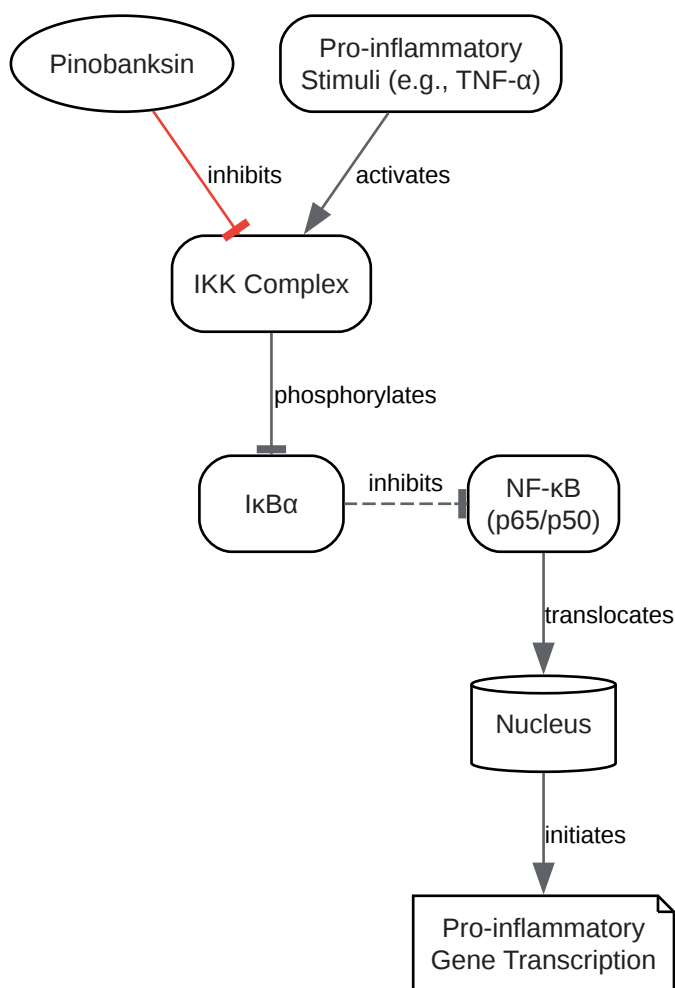 Pinobanksin
Pro-inflammatory
Stimuli (e.g., TNF-α)
inhibits
activates
IKK Complex
phosphorylates
IκBα
inhibits
NF-κB
(p65/p50)
translocates
Nucleus
initiates
Pro-inflammatory
Gene Transcription